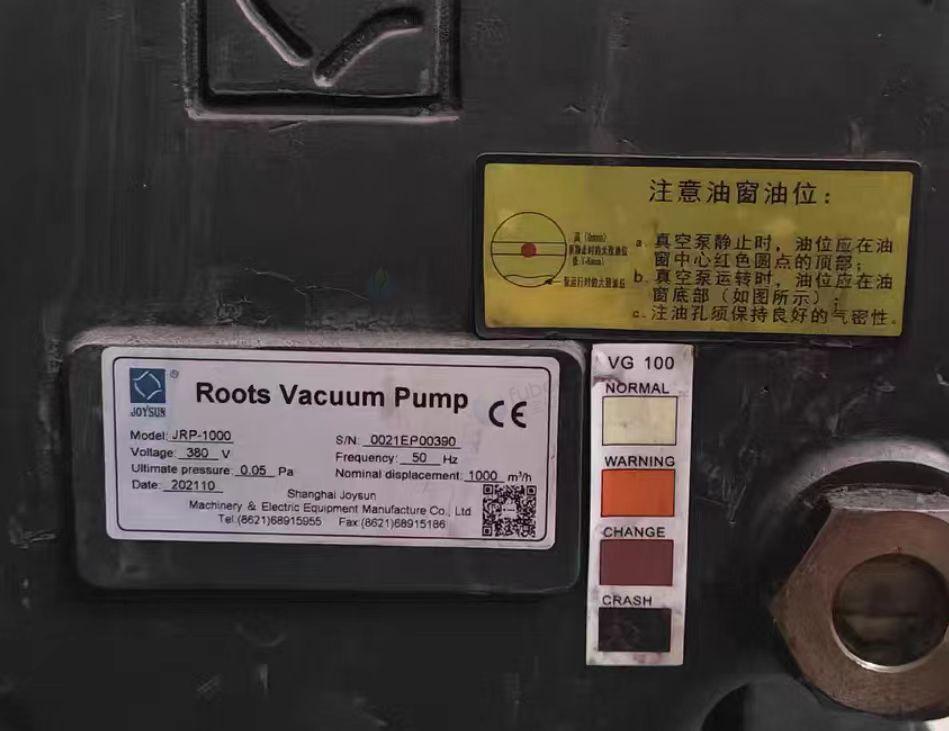 注意油窗油位：
a. 真空泵静止时，油位应在油
窗中心红色圆点的顶部；
b. 真空泵运转时，油位应在油
窗底部（如图所示）；
c. 注油孔须保持良好的气密性。
JOYSUN
®
Roots Vacuum Pump
CE
Model: JRP-1000
S/N: 0021EP00390
Voltage: 380 V
Frequency: 50 Hz
Ultimate pressure: 0.05 Pa
Nominal displacement: 1000 m³/h
Date: 202110
Shanghai Joysun
Machinery & Electric Equipment Manufacture Co., Ltd
Tel:(8621)68915955 Fax:(8621)68915186
VG 100
NORMAL
WARNING
CHANGE
CRASH